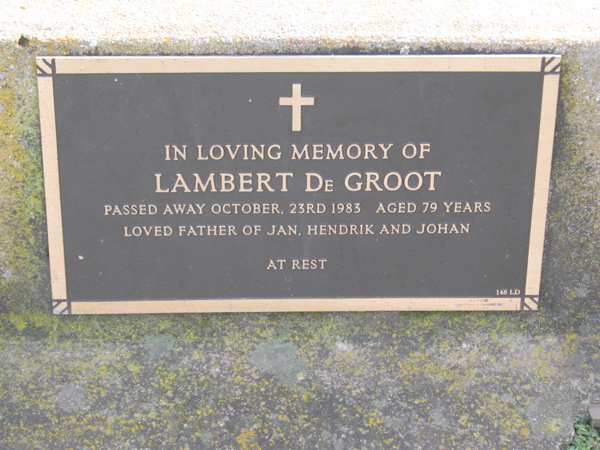 IN LOVING MEMORY OF
LAMBERT DE GROOT
PASSED AWAY OCTOBER, 23RD 1983 AGED 79 YEARS
LOVED FATHER OF JAN, HENDRIK AND JOHAN
AT REST
168 LD